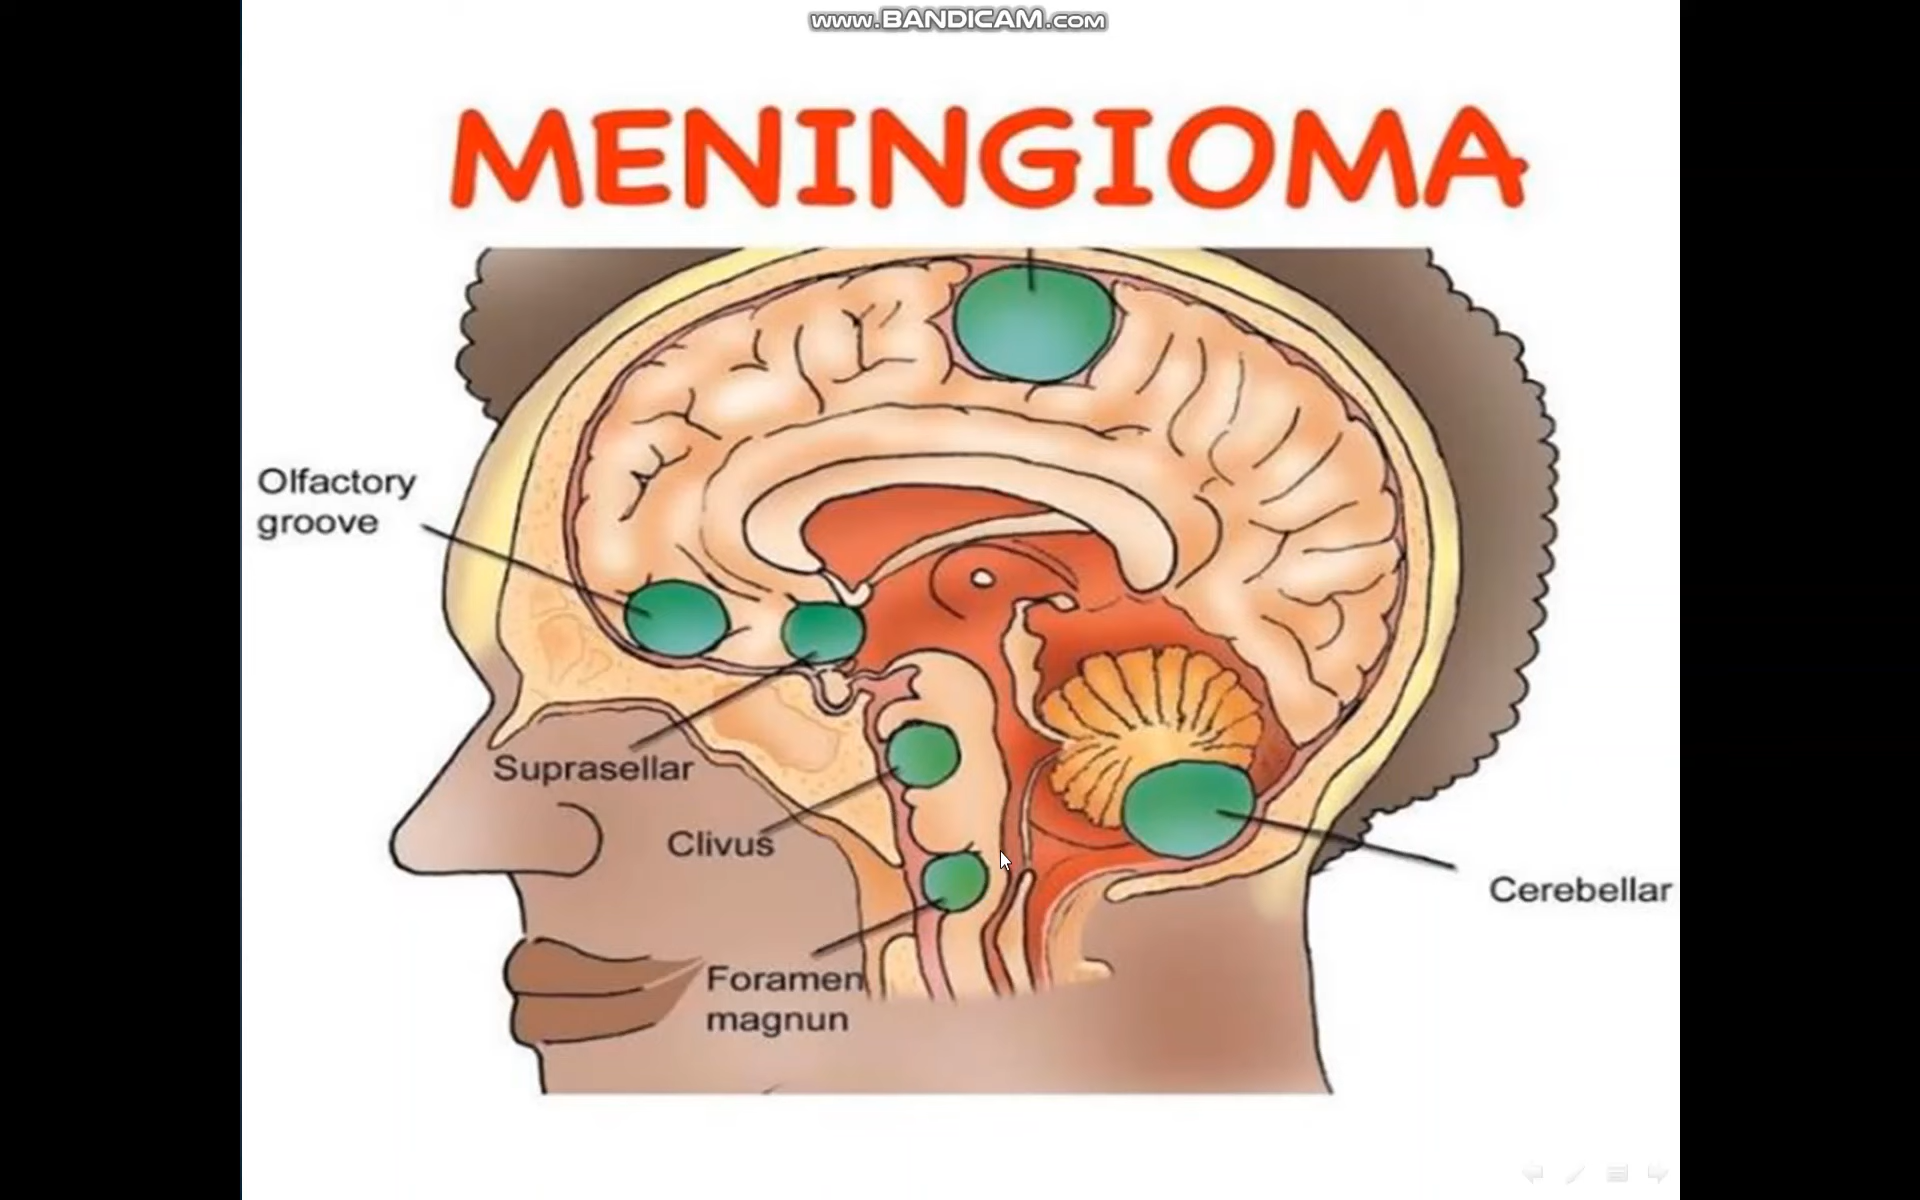 www.BANDICAM.com
MENINGIOMA
Olfactory
groove
Suprasellar
Clivus
Foramen
magnun
Cerebellar